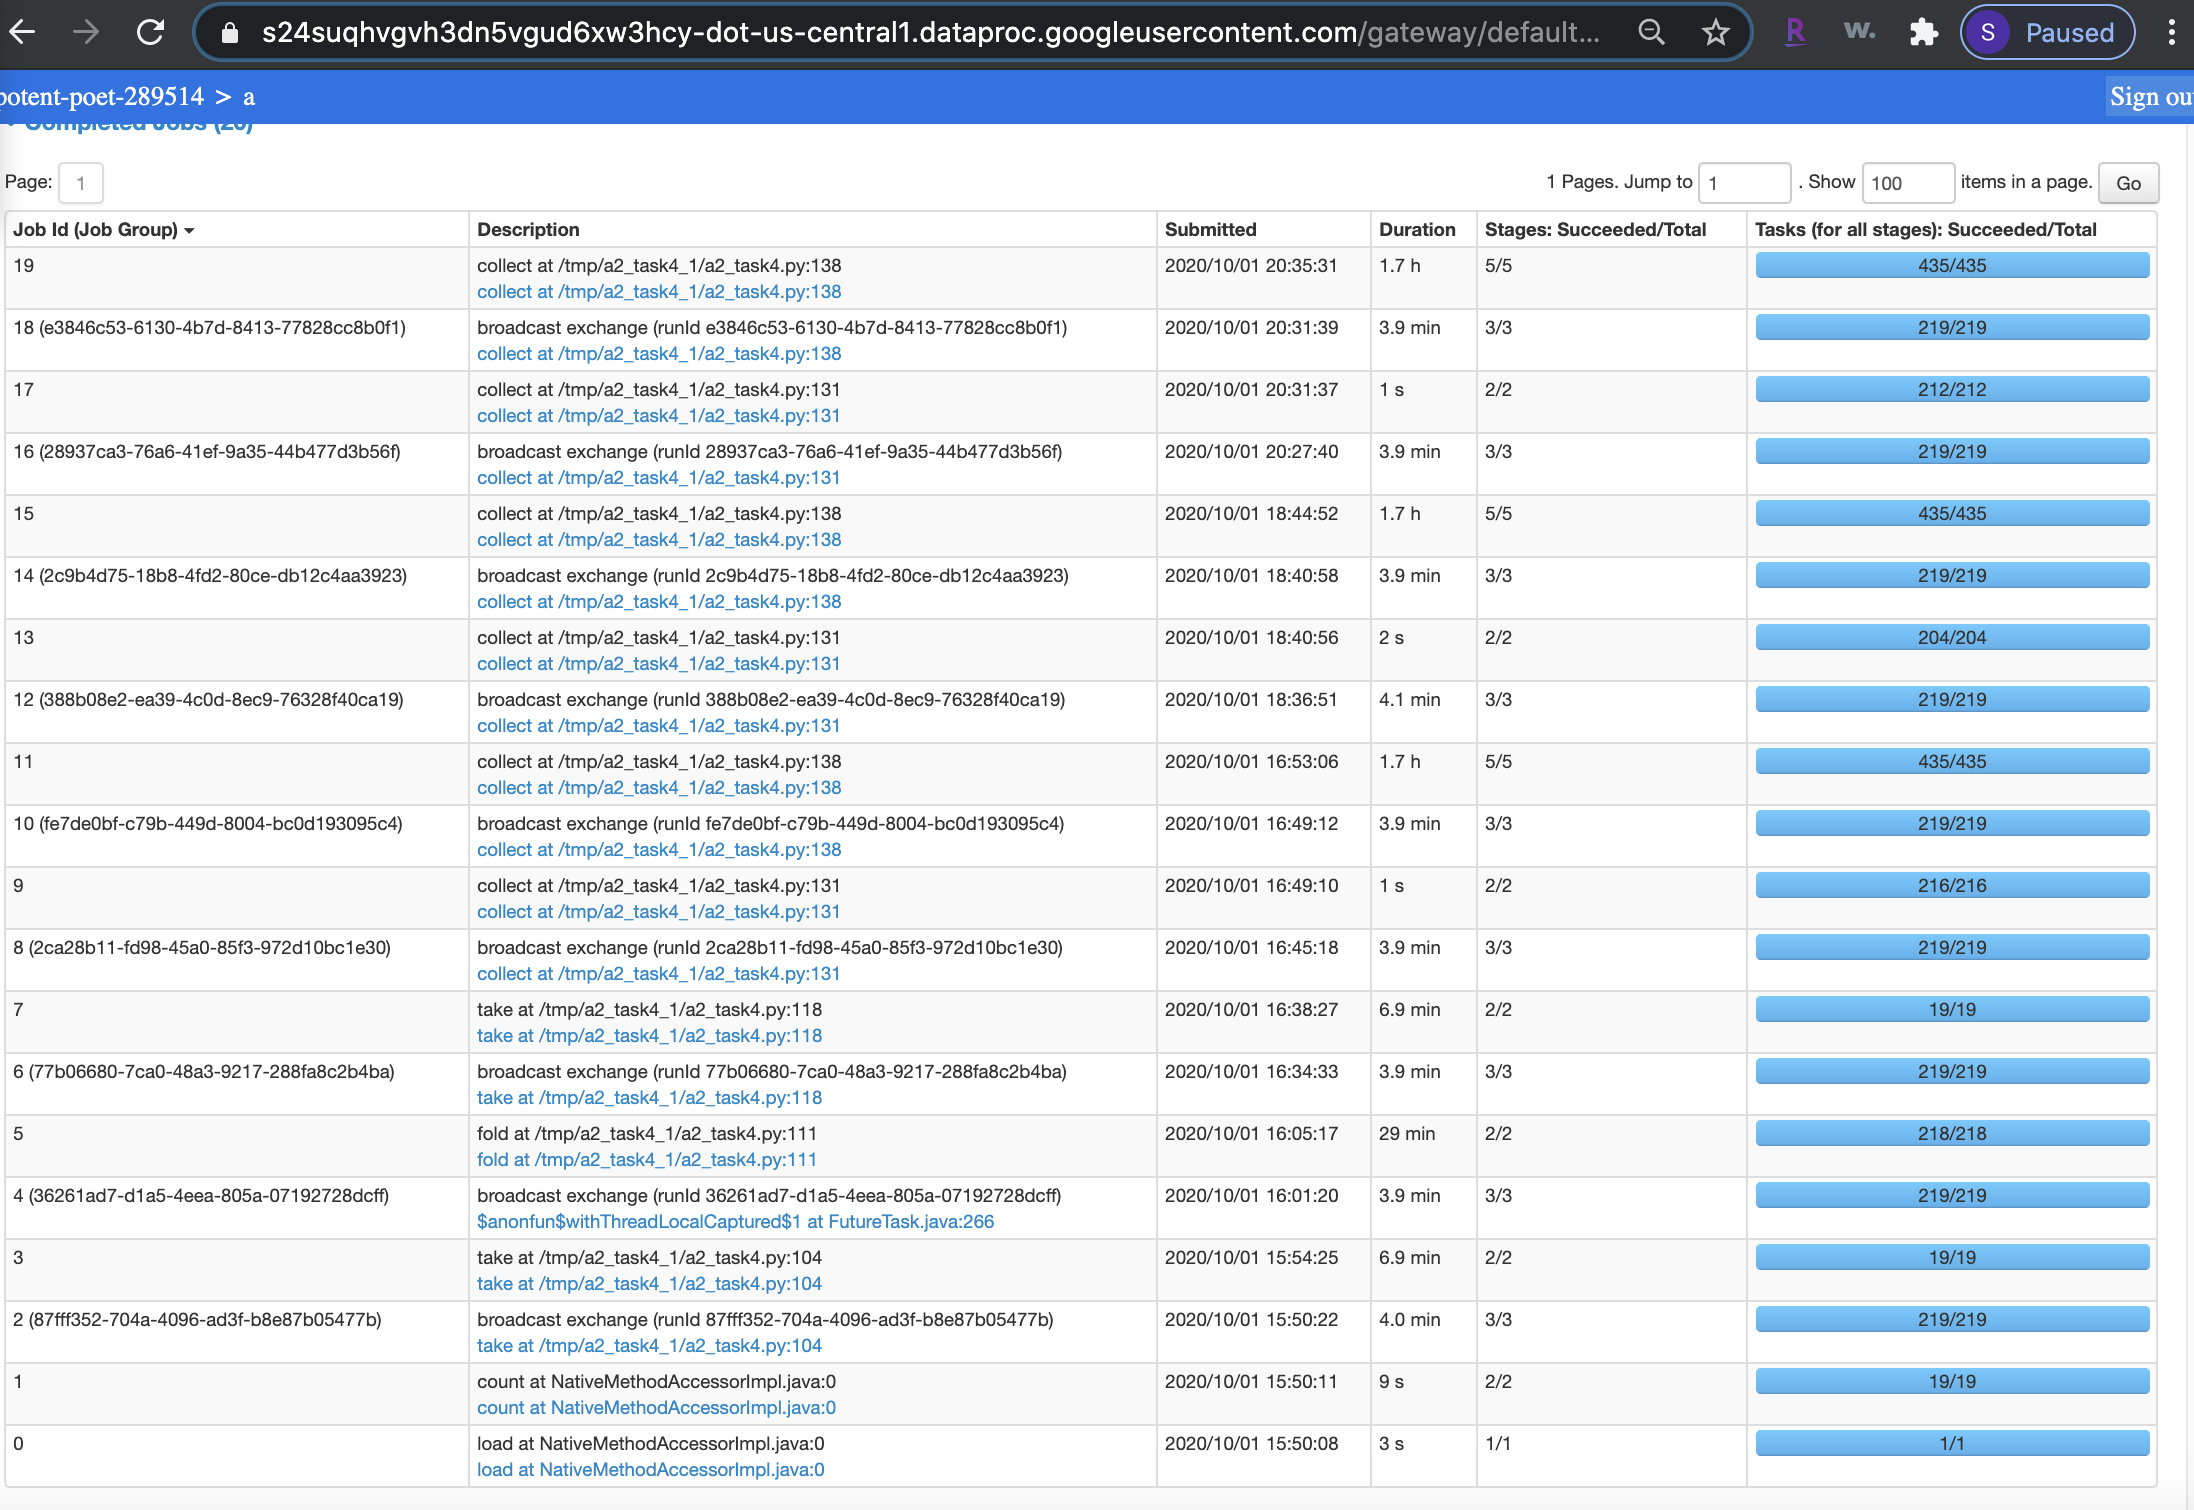 s24suqhvgvh3dn5vgud6xw3hcy-dot-us-central1.dataproc.googleusercontent.com/gateway/default...
R
w.
S
Paused
potent-poet-289514 > a
Sign ou
Completed Jobs (20)
Page: 1
1 Pages. Jump to 1 . Show 100 items in a page. Go
Job Id (Job Group) Description Submitted Duration Stages: Succeeded/Total Tasks (for all stages): Succeeded/Total
19 collect at /tmp/a2_task4_1/a2_task4.py:138 2020/10/01 20:35:31 1.7 h 5/5 435/435
collect at /tmp/a2_task4_1/a2_task4.py:138
18 (e3846c53-6130-4b7d-8413-77828cc8b0f1) broadcast exchange (runId e3846c53-6130-4b7d-8413-77828cc8b0f1) 2020/10/01 20:31:39 3.9 min 3/3 219/219
collect at /tmp/a2_task4_1/a2_task4.py:138
17 collect at /tmp/a2_task4_1/a2_task4.py:131 2020/10/01 20:31:37 1 s 2/2 212/212
collect at /tmp/a2_task4_1/a2_task4.py:131
16 (28937ca3-76a6-41ef-9a35-44b477d3b56f) broadcast exchange (runId 28937ca3-76a6-41ef-9a35-44b477d3b56f) 2020/10/01 20:27:40 3.9 min 3/3 219/219
collect at /tmp/a2_task4_1/a2_task4.py:131
15 collect at /tmp/a2_task4_1/a2_task4.py:138 2020/10/01 18:44:52 1.7 h 5/5 435/435
collect at /tmp/a2_task4_1/a2_task4.py:138
14 (2c9b4d75-18b8-4fd2-80ce-db12c4aa3923) broadcast exchange (runId 2c9b4d75-18b8-4fd2-80ce-db12c4aa3923) 2020/10/01 18:40:58 3.9 min 3/3 219/219
collect at /tmp/a2_task4_1/a2_task4.py:138
13 collect at /tmp/a2_task4_1/a2_task4.py:131 2020/10/01 18:40:56 2 s 2/2 204/204
collect at /tmp/a2_task4_1/a2_task4.py:131
12 (388b08e2-ea39-4c0d-8ec9-76328f40ca19) broadcast exchange (runId 388b08e2-ea39-4c0d-8ec9-76328f40ca19) 2020/10/01 18:36:51 4.1 min 3/3 219/219
collect at /tmp/a2_task4_1/a2_task4.py:131
11 collect at /tmp/a2_task4_1/a2_task4.py:138 2020/10/01 16:53:06 1.7 h 5/5 435/435
collect at /tmp/a2_task4_1/a2_task4.py:138
10 (fe7de0bf-c79b-449d-8004-bc0d193095c4) broadcast exchange (runId fe7de0bf-c79b-449d-8004-bc0d193095c4) 2020/10/01 16:49:12 3.9 min 3/3 219/219
collect at /tmp/a2_task4_1/a2_task4.py:138
9 collect at /tmp/a2_task4_1/a2_task4.py:131 2020/10/01 16:49:10 1 s 2/2 216/216
collect at /tmp/a2_task4_1/a2_task4.py:131
8 (2ca28b11-fd98-45a0-85f3-972d10bc1e30) broadcast exchange (runId 2ca28b11-fd98-45a0-85f3-972d10bc1e30) 2020/10/01 16:45:18 3.9 min 3/3 219/219
collect at /tmp/a2_task4_1/a2_task4.py:131
7 take at /tmp/a2_task4_1/a2_task4.py:118 2020/10/01 16:38:27 6.9 min 2/2 19/19
take at /tmp/a2_task4_1/a2_task4.py:118
6 (77b06680-7ca0-48a3-9217-288fa8c2b4ba) broadcast exchange (runId 77b06680-7ca0-48a3-9217-288fa8c2b4ba) 2020/10/01 16:34:33 3.9 min 3/3 219/219
take at /tmp/a2_task4_1/a2_task4.py:118
5 fold at /tmp/a2_task4_1/a2_task4.py:111 2020/10/01 16:05:17 29 min 2/2 218/218
fold at /tmp/a2_task4_1/a2_task4.py:111
4 (36261ad7-d1a5-4eea-805a-07192728dcff) broadcast exchange (runId 36261ad7-d1a5-4eea-805a-07192728dcff) 2020/10/01 16:01:20 3.9 min 3/3 219/219
$anonfun$withThreadLocalCaptured$1 at FutureTask.java:266
3 take at /tmp/a2_task4_1/a2_task4.py:104 2020/10/01 15:54:25 6.9 min 2/2 19/19
take at /tmp/a2_task4_1/a2_task4.py:104
2 (87fff352-704a-4096-ad3f-b8e87b05477b) broadcast exchange (runId 87fff352-704a-4096-ad3f-b8e87b05477b) 2020/10/01 15:50:22 4.0 min 3/3 219/219
take at /tmp/a2_task4_1/a2_task4.py:104
1 count at NativeMethodAccessorImpl.java:0 2020/10/01 15:50:11 9 s 2/2 19/19
count at NativeMethodAccessorImpl.java:0
0 load at NativeMethodAccessorImpl.java:0 2020/10/01 15:50:08 3 s 1/1 1/1
load at NativeMethodAccessorImpl.java:0